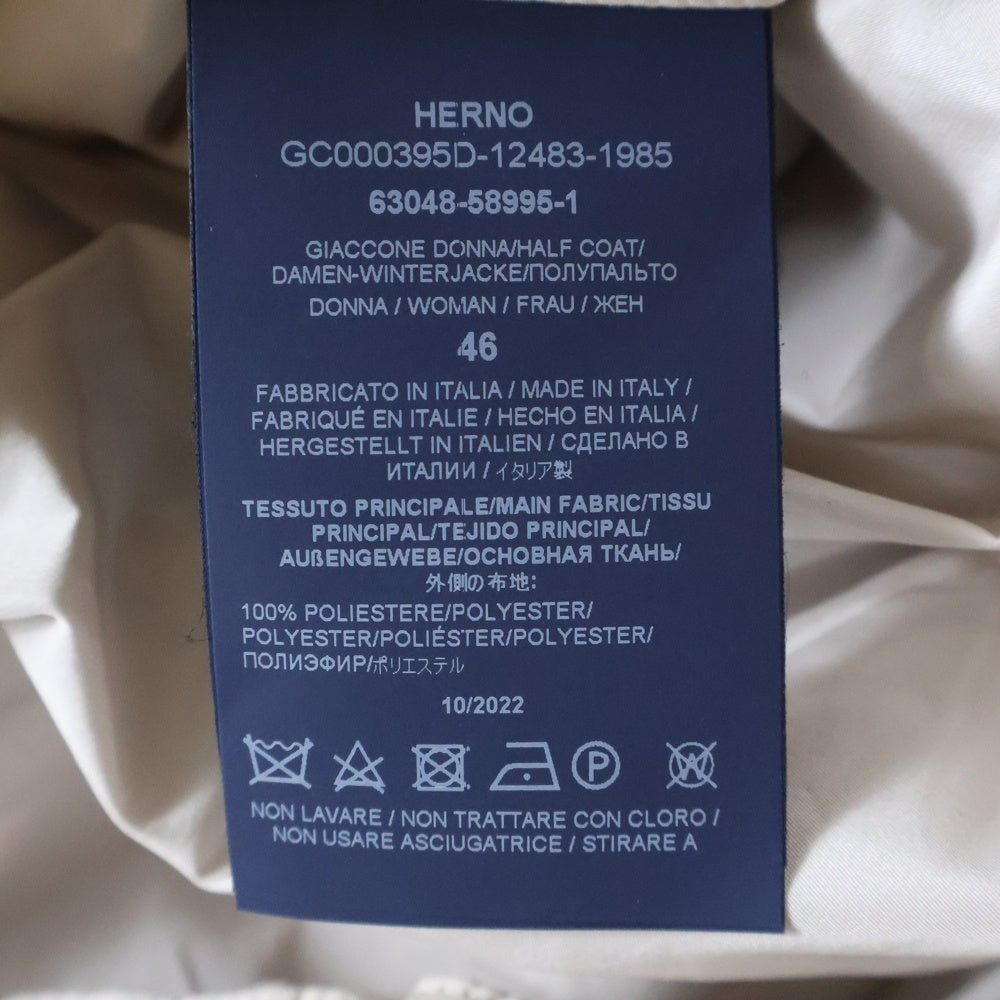 HERNO
GC000395D-12483-1985
63048-58995-1
GIACCONE DONNA/HALF COAT/
DAMEN-WINTERJACKE/ПОЛУПАЛЬТО
DONNA / WOMAN / FRAU / ЖЕН
46
FABBRICATO IN ITALIA / MADE IN ITALY /
FABRIQUÉ EN ITALIE / HECHO EN ITALIA /
HERGESTELLT IN ITALIEN / СДЕЛАНО В
ИТАЛИИ / イタリア製
TESSUTO PRINCIPALE/MAIN FABRIC/TISSU
PRINCIPAL/TEJIDO PRINCIPAL/
AUßENGEWEBE/ОСНОВНАЯ ТКАНЬ/
外側の布地:
100% POLIESTERE/POLYESTER/
POLYESTER/POLIÉSTER/POLYESTER/
ПОЛИЭФИР/ポリエステル
10/2022
P W
NON LAVARE / NON TRATTARE CON CLORO /
NON USARE ASCIUGATRICE / STIRARE A